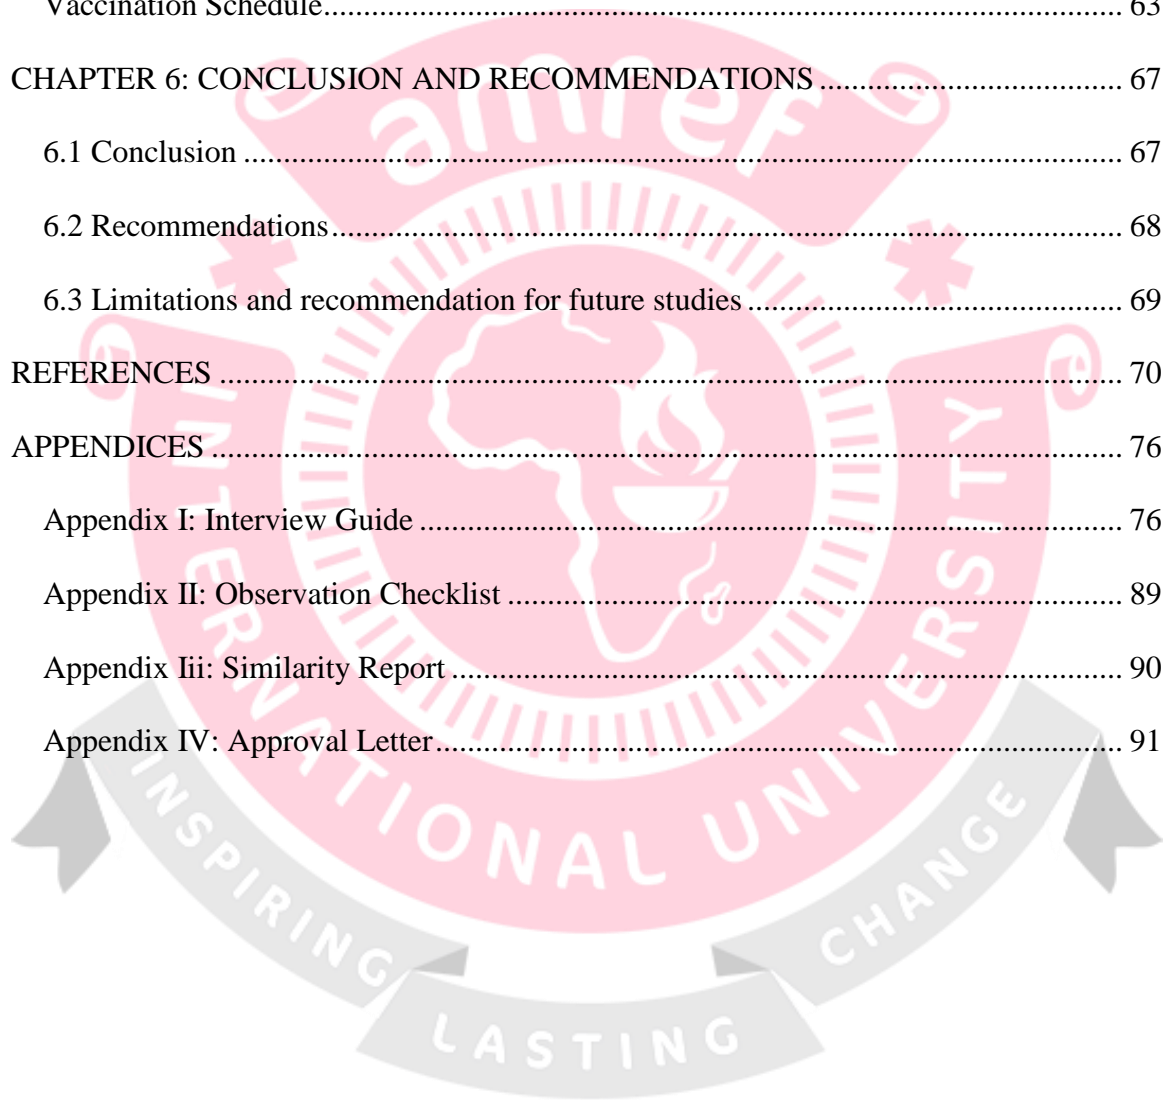 Vaccination Schedule.................................................................................................... 63
CHAPTER 6: CONCLUSION AND RECOMMENDATIONS ...................................... 67
6.1 Conclusion .............................................................................................................. 67
6.2 Recommendations................................................................................................... 68
6.3 Limitations and recommendation for future studies ............................................... 69
REFERENCES ................................................................................................................. 70
APPENDICES .................................................................................................................. 76
Appendix I: Interview Guide ........................................................................................ 76
Appendix II: Observation Checklist ............................................................................. 89
Appendix Iii: Similarity Report .................................................................................... 90
Appendix IV: Approval Letter...................................................................................... 91
amref
INTERNATIONAL UNIVERSITY
INSPIRING LASTING CHANGE